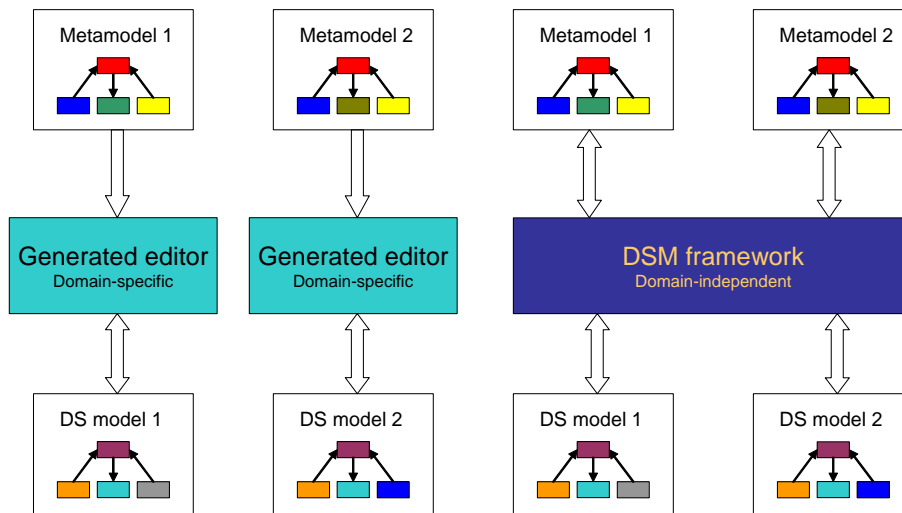 Metamodel 1
Metamodel 2
Metamodel 1
Metamodel 2
Generated editor
Domain-specific
Generated editor
Domain-specific
DSM framework
Domain-independent
DS model 1
DS model 2
DS model 1
DS model 2